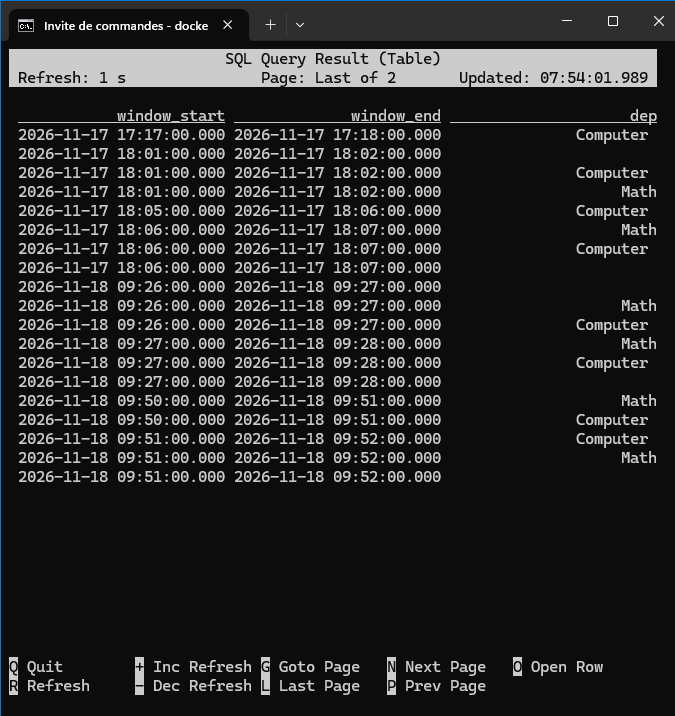 Invite de commandes - docke
SQL Query Result (Table)
Refresh: 1 s Page: Last of 2 Updated: 07:54:01.989
window_start window_end dep
2026-11-17 17:17:00.000 2026-11-17 17:18:00.000 Computer
2026-11-17 18:01:00.000 2026-11-17 18:02:00.000
2026-11-17 18:01:00.000 2026-11-17 18:02:00.000 Computer
2026-11-17 18:01:00.000 2026-11-17 18:02:00.000 Math
2026-11-17 18:05:00.000 2026-11-17 18:06:00.000 Computer
2026-11-17 18:06:00.000 2026-11-17 18:07:00.000 Math
2026-11-17 18:06:00.000 2026-11-17 18:07:00.000 Computer
2026-11-17 18:06:00.000 2026-11-17 18:07:00.000
2026-11-18 09:26:00.000 2026-11-18 09:27:00.000
2026-11-18 09:26:00.000 2026-11-18 09:27:00.000 Math
2026-11-18 09:26:00.000 2026-11-18 09:27:00.000 Computer
2026-11-18 09:27:00.000 2026-11-18 09:28:00.000 Math
2026-11-18 09:27:00.000 2026-11-18 09:28:00.000 Computer
2026-11-18 09:27:00.000 2026-11-18 09:28:00.000
2026-11-18 09:50:00.000 2026-11-18 09:51:00.000 Math
2026-11-18 09:50:00.000 2026-11-18 09:51:00.000 Computer
2026-11-18 09:51:00.000 2026-11-18 09:52:00.000 Computer
2026-11-18 09:51:00.000 2026-11-18 09:52:00.000 Math
2026-11-18 09:51:00.000 2026-11-18 09:52:00.000
Q Quit + Inc Refresh G Goto Page N Next Page O Open Row
R Refresh - Dec Refresh L Last Page P Prev Page